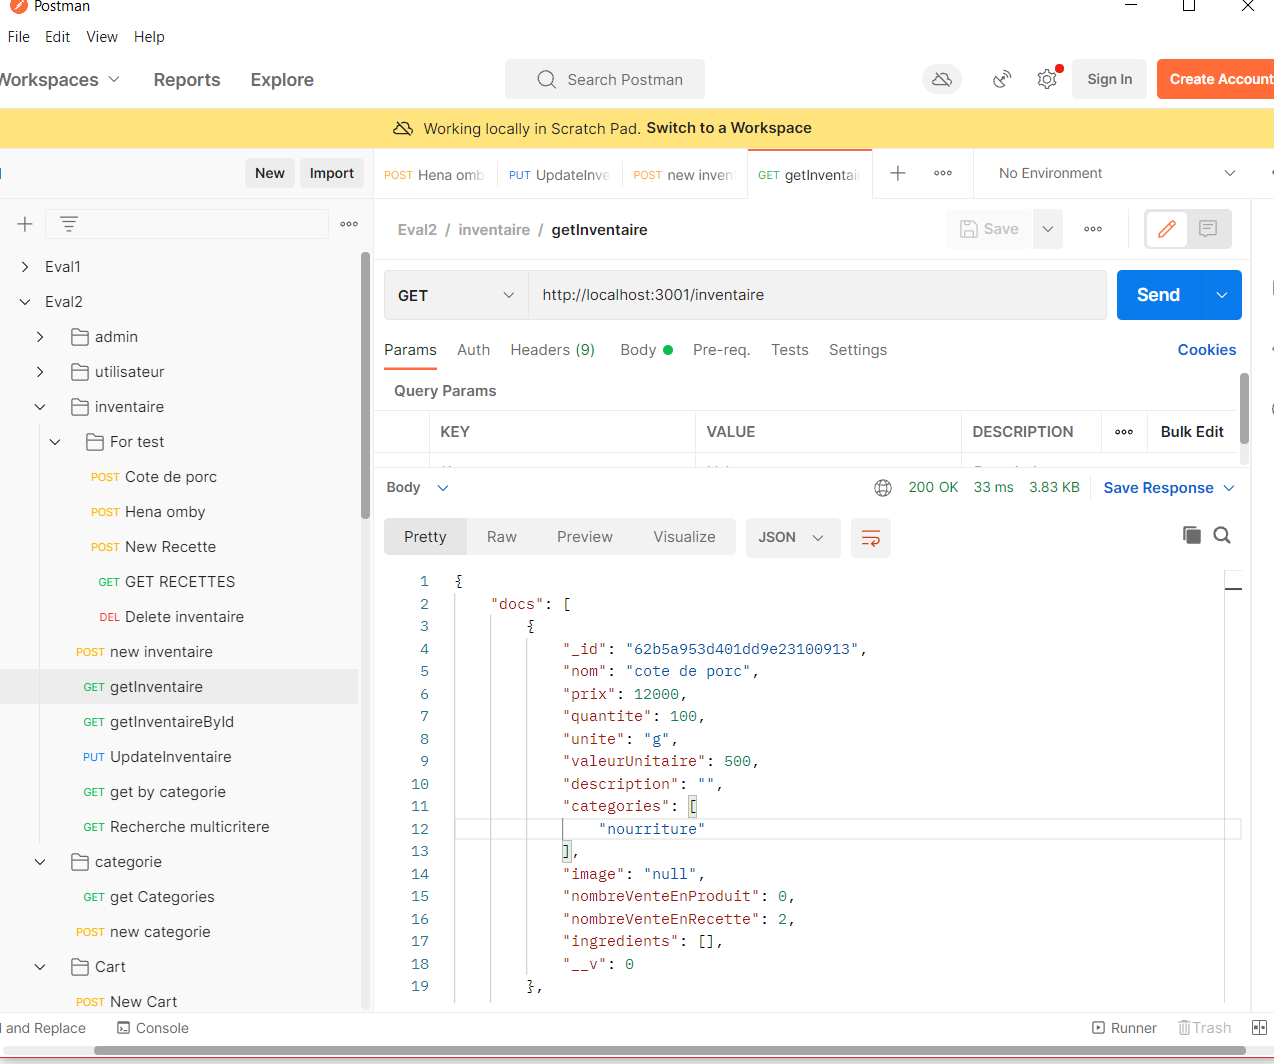 Postman
File Edit View Help
Workspaces Reports Explore Search Postman Sign In Create Account
Working locally in Scratch Pad. Switch to a Workspace
New Import POST Hena omb PUT UpdateInve POST new inven GET getInventai No Environment
Eval2 / inventaire / getInventaire Save
Eval1
Eval2
admin
utilisateur
inventaire
For test
POST Cote de porc
POST Hena omby
POST New Recette
GET GET RECETTES
DEL Delete inventaire
POST new inventaire
GET getInventaire
GET getInventaireById
PUT UpdateInventaire
GET get by categorie
GET Recherche multicritere
categorie
GET get Categories
POST new categorie
Cart
POST New Cart
GET http://localhost:3001/inventaire Send
Params Auth Headers (9) Body Pre-req. Tests Settings Cookies
Query Params
KEY VALUE DESCRIPTION Bulk Edit
Body 200 OK 33 ms 3.83 KB Save Response
Pretty Raw Preview Visualize JSON
1 {
2 "docs": [
3 {
4 "_id": "62b5a953d401dd9e23100913",
5 "nom": "cote de porc",
6 "prix": 12000,
7 "quantite": 100,
8 "unite": "g",
9 "valeurUnitaire": 500,
10 "description": "",
11 "categories": [
12 "nourriture"
13 ],
14 "image": "null",
15 "nombreVenteEnProduit": 0,
16 "nombreVenteEnRecette": 2,
17 "ingredients": [],
18 "__v": 0
19 },
and Replace Console Runner Trash